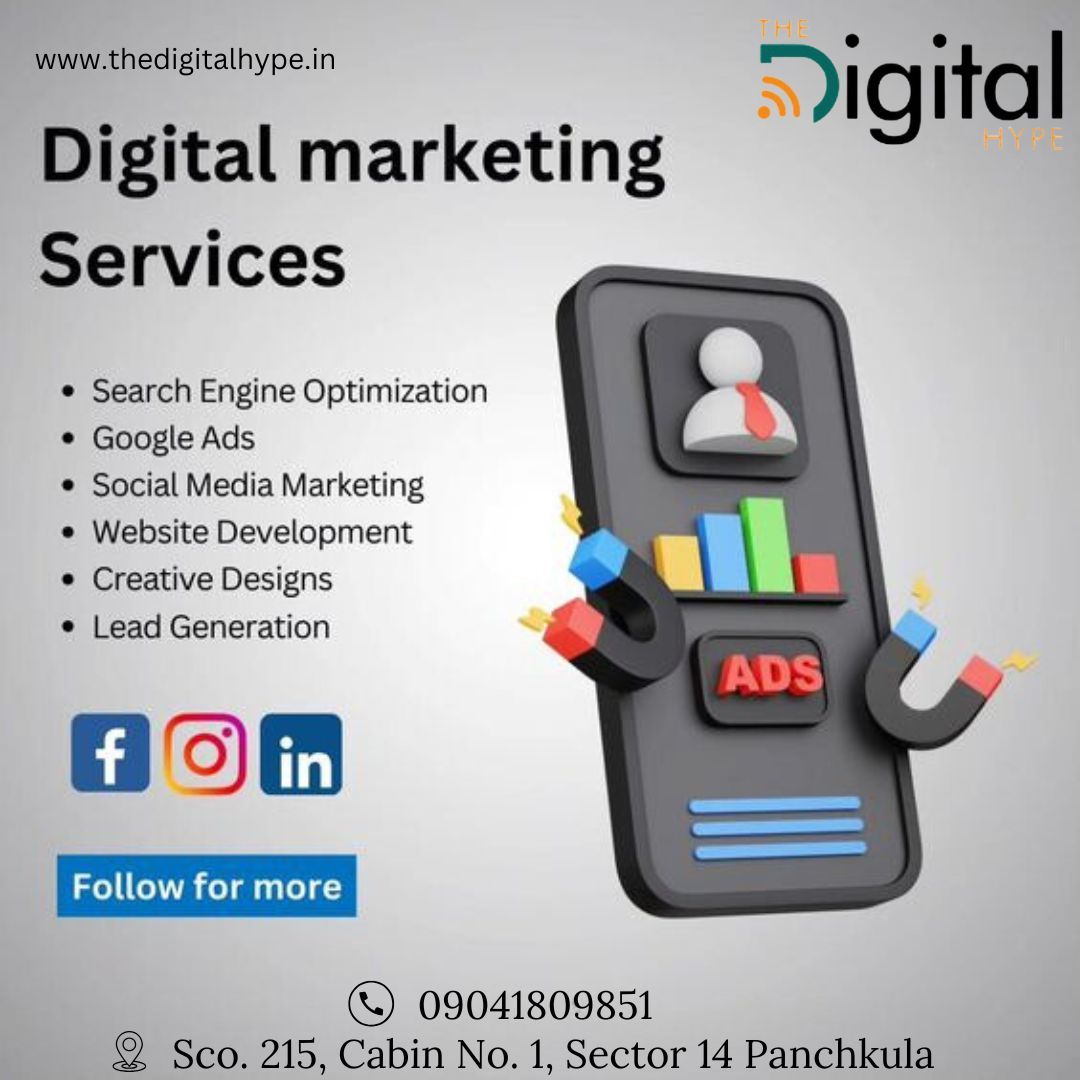 www.thedigitalhype.in
THE
Digital
HYPE
Digital marketing
Services
• Search Engine Optimization
• Google Ads
• Social Media Marketing
• Website Development
• Creative Designs
• Lead Generation
ADS
f
in
Follow for more
09041809851
Sco. 215, Cabin No. 1, Sector 14 Panchkula